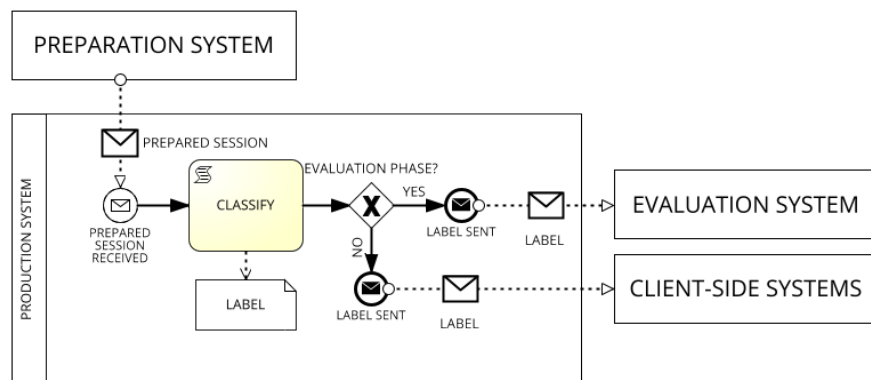 PREPARATION SYSTEM
PREPARED SESSION
PRODUCTION SYSTEM
PREPARED
SESSION
RECEIVED
CLASSIFY
LABEL
EVALUATION PHASE?
YES
NO
LABEL SENT
LABEL
LABEL SENT
LABEL
EVALUATION SYSTEM
CLIENT-SIDE SYSTEMS